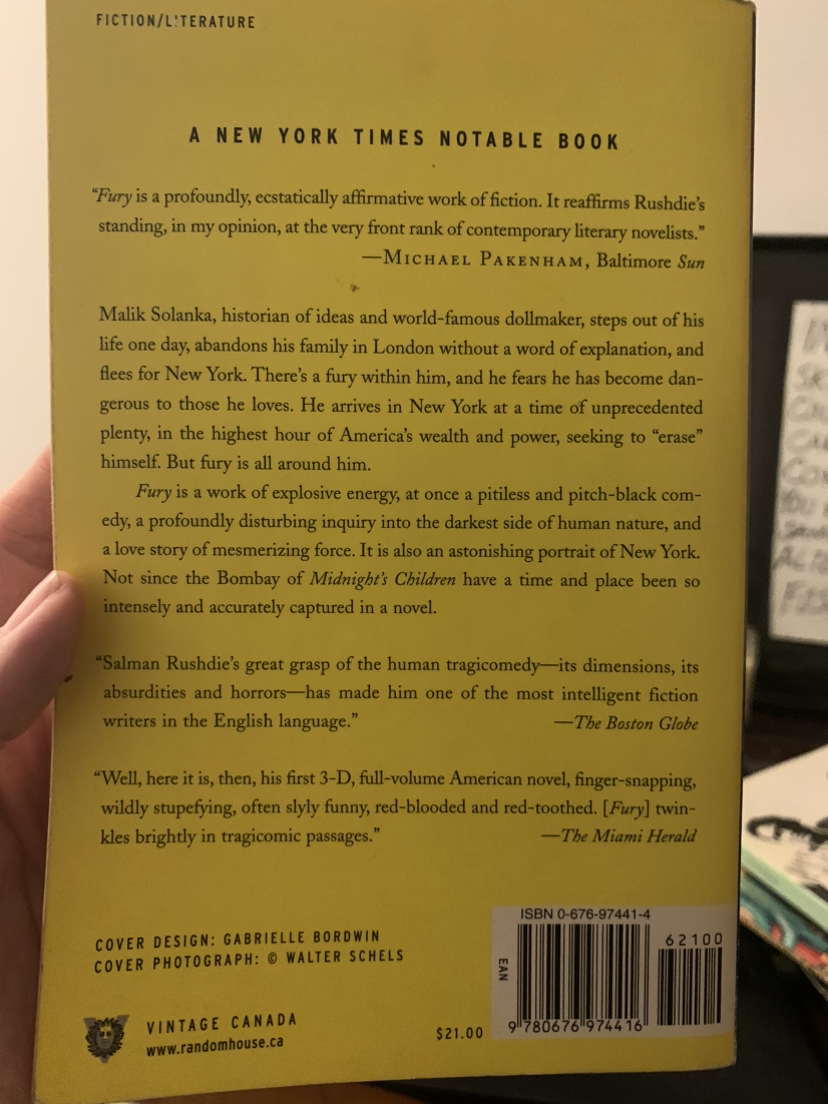 FICTION/LITERATURE
A NEW YORK TIMES NOTABLE BOOK
“Fury is a profoundly, ecstatically affirmative work of fiction. It reaffirms Rushdie’s
standing, in my opinion, at the very front rank of contemporary literary novelists.”
—MICHAEL PAKENHAM, Baltimore Sun
Malik Solanka, historian of ideas and world-famous dollmaker, steps out of his
life one day, abandons his family in London without a word of explanation, and
flees for New York. There’s a fury within him, and he fears he has become dan-
gerous to those he loves. He arrives in New York at a time of unprecedented
plenty, in the highest hour of America’s wealth and power, seeking to “erase”
himself. But fury is all around him.
Fury is a work of explosive energy, at once a pitiless and pitch-black com-
edy, a profoundly disturbing inquiry into the darkest side of human nature, and
a love story of mesmerizing force. It is also an astonishing portrait of New York.
Not since the Bombay of Midnight’s Children have a time and place been so
intensely and accurately captured in a novel.
“Salman Rushdie’s great grasp of the human tragicomedy—its dimensions, its
absurdities and horrors—has made him one of the most intelligent fiction
writers in the English language.” —The Boston Globe
“Well, here it is, then, his first 3-D, full-volume American novel, finger-snapping,
wildly stupefying, often slyly funny, red-blooded and red-toothed. [Fury] twin-
kles brightly in tragicomic passages.” —The Miami Herald
COVER DESIGN: GABRIELLE BORDWIN
COVER PHOTOGRAPH: © WALTER SCHELS
VINTAGE CANADA
www.randomhouse.ca
$21.00
ISBN 0-676-97441-4
62100
EAN
9 780676 974416